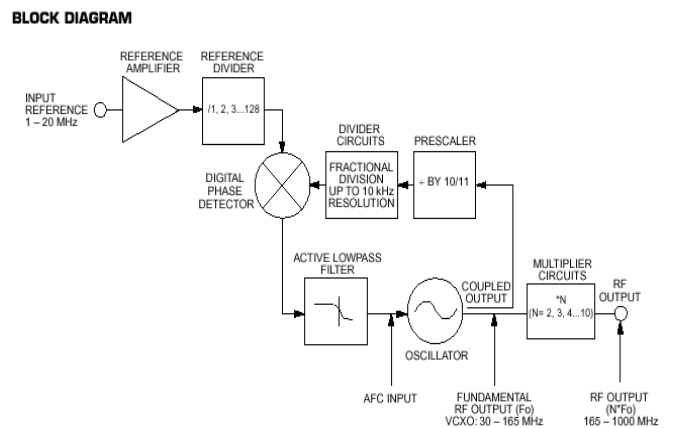 BLOCK DIAGRAM
REFERENCE
AMPLIFIER
REFERENCE
DIVIDER
INPUT
REFERENCE
1 – 20 MHz
/1, 2, 3...128
DIVIDER
CIRCUITS
PRESCALER
DIGITAL
PHASE
DETECTOR
FRACTIONAL
DIVISION
UP TO 10 kHz
RESOLUTION
÷ BY 10/11
ACTIVE LOWPASS
FILTER
COUPLED
OUTPUT
MULTIPLIER
CIRCUITS
*N
(N= 2, 3, 4...10)
RF
OUTPUT
OSCILLATOR
AFC INPUT
FUNDAMENTAL
RF OUTPUT (Fo)
VCXO: 30 – 165 MHz
RF OUTPUT
(N*Fo)
165 – 1000 MHz